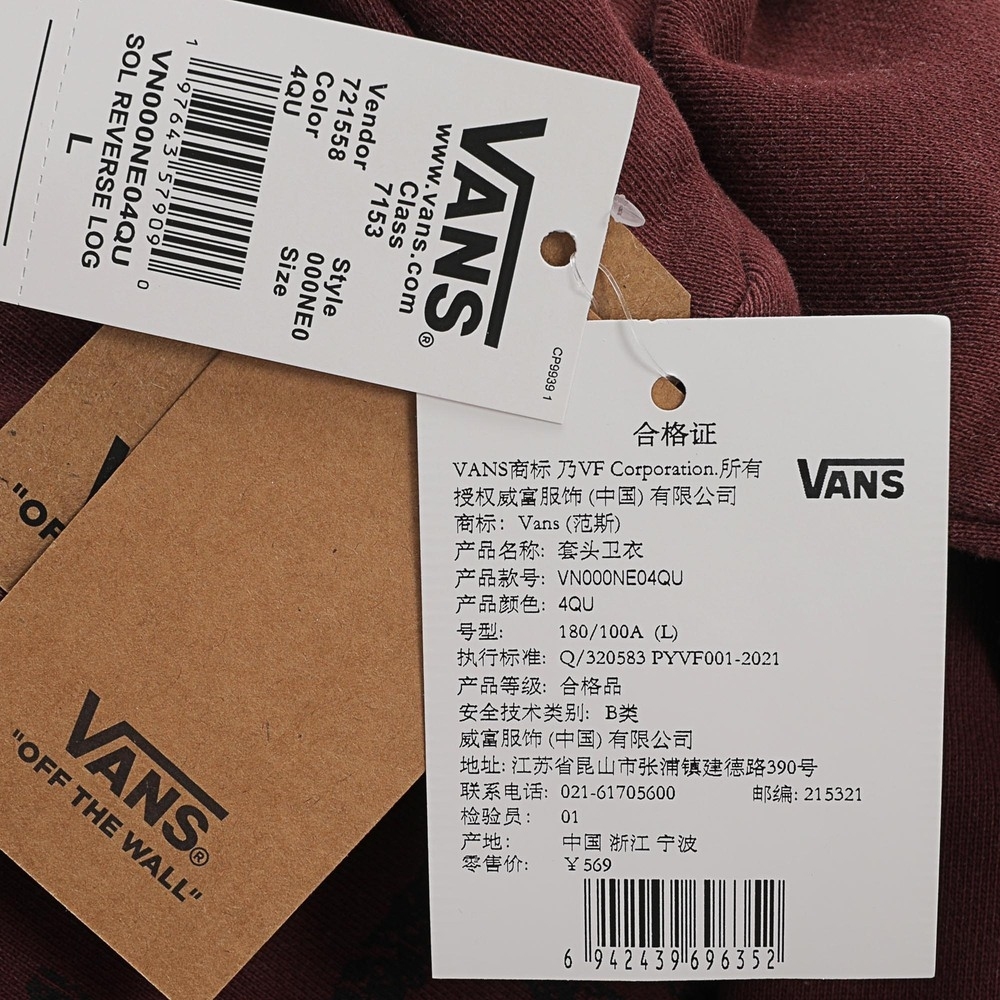 VANS®
www.vans.com
Class
7153
Vendor
721558
Color
4QU
Style
000NE0
Size
1 97643 57909 0
VN000NE04QU
SOL REVERSE LOG
L
CP9939 1
"OF
VANS®
"OFF THE WALL"
合格证
VANS
VANS商标 乃VF Corporation.所有
授权威富服饰 (中国) 有限公司
商标: Vans (范斯)
产品名称: 套头卫衣
产品款号: VN000NE04QU
产品颜色: 4QU
号型: 180/100A (L)
执行标准: Q/320583 PYVF001-2021
产品等级: 合格品
安全技术类别: B类
威富服饰 (中国) 有限公司
地址: 江苏省昆山市张浦镇建德路390号
联系电话: 021-61705600 邮编: 215321
检验员: 01
产地: 中国 浙江 宁波
零售价: ￥569
6 942439 696352